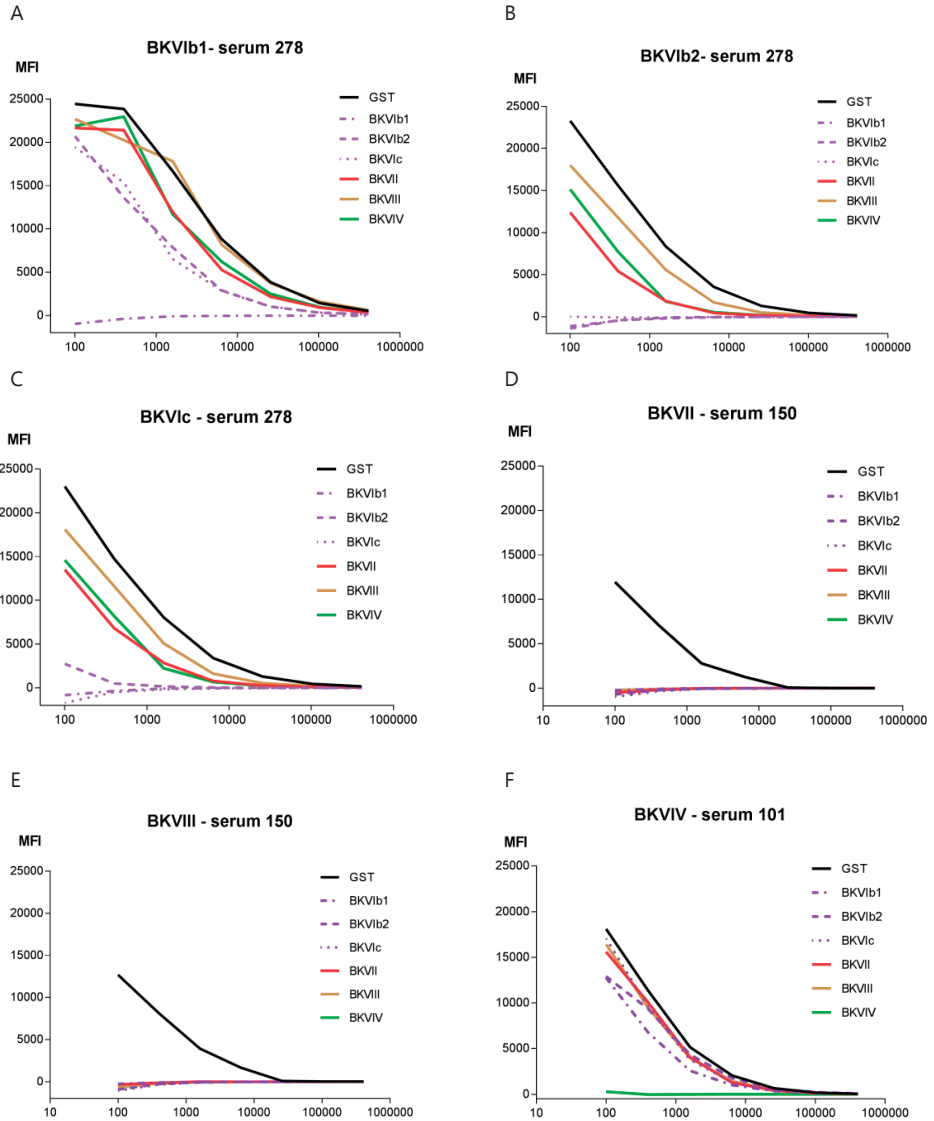 A
BKVIb1- serum 278
MFI
25000
20000
15000
10000
5000
0
100 1000 10000 100000 1000000
GST
BKVIb1
BKVIb2
BKVIc
BKVII
BKVIII
BKVIV
B
BKVIb2- serum 278
MFI
25000
20000
15000
10000
5000
0
100 1000 10000 100000 1000000
GST
BKVIb1
BKVIb2
BKVIc
BKVII
BKVIII
BKVIV
C
BKVIc - serum 278
MFI
25000
20000
15000
10000
5000
0
100 1000 10000 100000 1000000
GST
BKVIb1
BKVIb2
BKVIc
BKVII
BKVIII
BKVIV
D
BKVII - serum 150
MFI
25000
20000
15000
10000
5000
0
10 100 1000 10000 100000 1000000
GST
BKVIb1
BKVIb2
BKVIc
BKVII
BKVIII
BKVIV
E
BKVIII - serum 150
MFI
25000
20000
15000
10000
5000
0
10 100 1000 10000 100000 1000000
GST
BKVIb1
BKVIb2
BKVIc
BKVII
BKVIII
BKVIV
F
BKVIV - serum 101
MFI
25000
20000
15000
10000
5000
0
10 100 1000 10000 100000 1000000
GST
BKVIb1
BKVIb2
BKVIc
BKVII
BKVIII
BKVIV